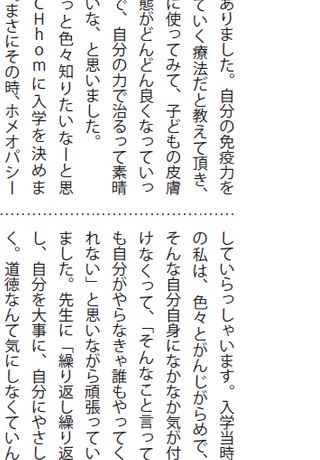 ありました。自分の免疫力を
ていく療法だと教えて頂き、
に使ってみて、子どもの皮膚
態がどんどん良くなっていっ
で、自分の力で治るって素晴
いな、と思いました。
っと色々知りたいなーと思
CHhomに入学を決めま
まさにその時、ホメオパシー
していらっしゃいます。入学当時
の私は、色々とがんじがらめで、
そんな自分自身になかなか気が付
けなくって、「そんなこと言って
も自分がやらなきゃ誰もやってく
れない」と思いながら頑張ってい
ました。先生に「繰り返し繰り返
し、自分を大事に、自分にやさし
く。道徳なんて気にしなくていん